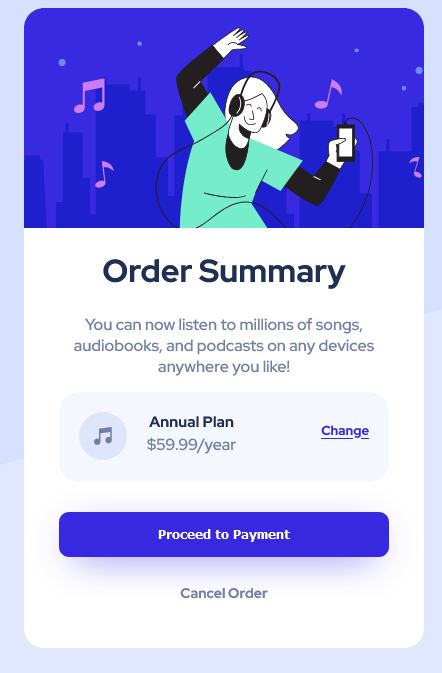 Order Summary
You can now listen to millions of songs,
audiobooks, and podcasts on any devices
anywhere you like!
Annual Plan
$59.99/year
Change
Proceed to Payment
Cancel Order